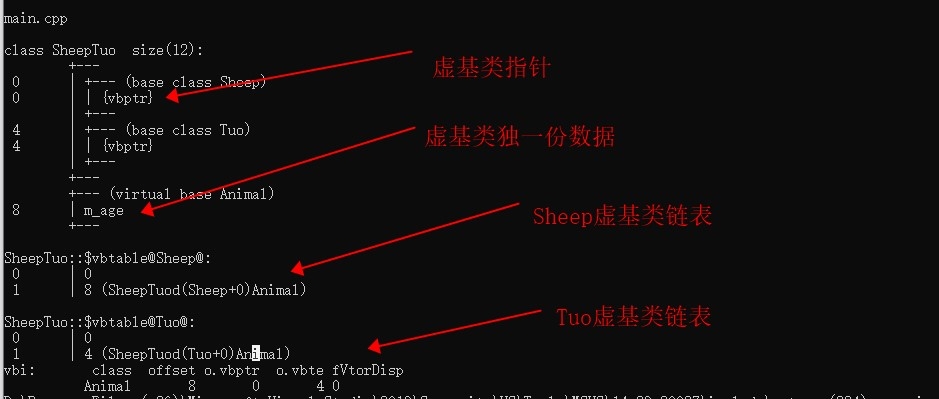 main.cpp
class SheepTuo size(12):
+---
0 | +--- (base class Sheep)
0 | | {vbptr}
| +---
4 | +--- (base class Tuo)
4 | | {vbptr}
| +---
+---
+--- (virtual base Animal)
8 | m_age
+---
SheepTuo::$vbtable@Sheep@:
0 | 0
1 | 8 (SheepTuod(Sheep+0)Animal)
SheepTuo::$vbtable@Tuo@:
0 | 0
1 | 4 (SheepTuod(Tuo+0)Animal)
vbi: class offset o.vbptr o.vbte fVtorDisp
Animal 8 0 4 0
虚基类指针
虚基类独一份数据
Sheep虚基类链表
Tuo虚基类链表